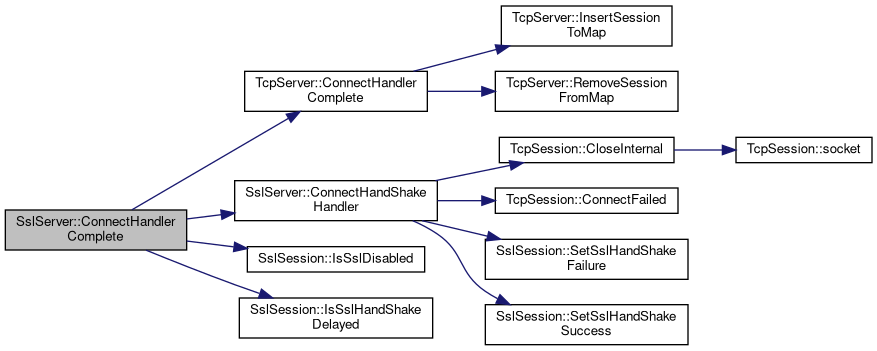 TcpServer::InsertSession
ToMap
TcpServer::ConnectHandler
Complete
TcpServer::RemoveSession
FromMap
TcpSession::CloseInternal
TcpSession::socket
SslServer::ConnectHandShake
Handler
TcpSession::ConnectFailed
SslServer::ConnectHandler
Complete
SslSession::IsSslDisabled
SslSession::SetSslHandShake
Failure
SslSession::IsSslHandShake
Delayed
SslSession::SetSslHandShake
Success